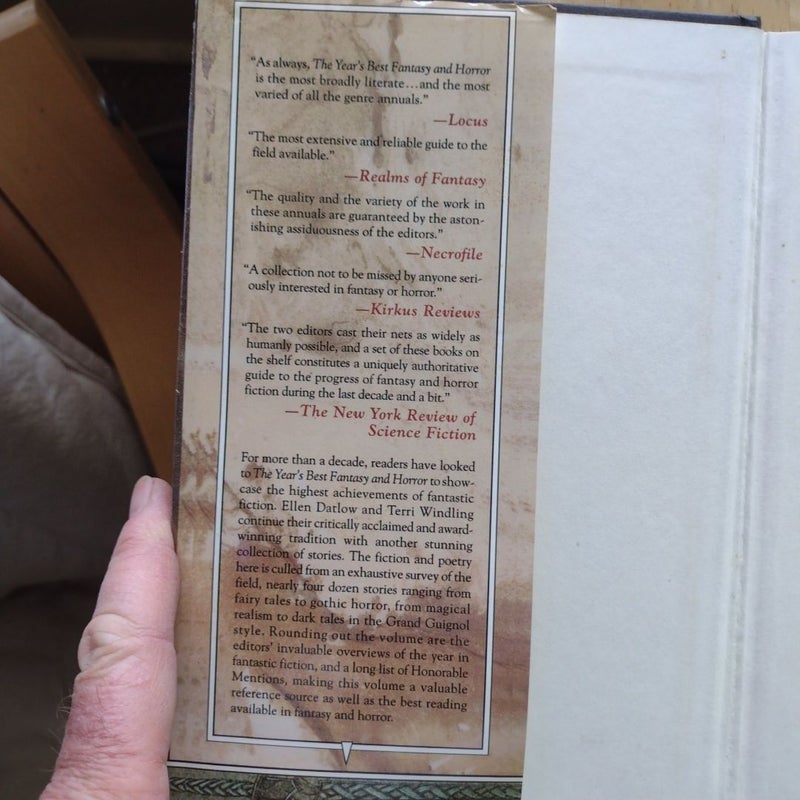 “As always, The Year's Best Fantasy and Horror
is the most broadly literate…and the most
varied of all the genre annuals.”
—Locus
“The most extensive and reliable guide to the
field available.”
—Realms of Fantasy
“The quality and the variety of the work in
these annuals are guaranteed by the aston-
ishing assiduousness of the editors.”
—Necrofile
“A collection not to be missed by anyone seri-
ously interested in fantasy or horror.”
—Kirkus Reviews
“The two editors cast their nets as widely as
humanly possible, and a set of these books on
the shelf constitutes a uniquely authoritative
guide to the progress of fantasy and horror
fiction during the last decade and a bit.”
—The New York Review of
Science Fiction
For more than a decade, readers have looked
to The Year's Best Fantasy and Horror to show-
case the highest achievements of fantastic
fiction. Ellen Datlow and Terri Windling
continue their critically acclaimed and award-
winning tradition with another stunning
collection of stories. The fiction and poetry
here is culled from an exhaustive survey of the
field, nearly four dozen stories ranging from
fairy tales to gothic horror, from magical
realism to dark tales in the Grand Guignol
style. Rounding out the volume are the
editors' invaluable overviews of the year in
fantastic fiction, and a long list of Honorable
Mentions, making this volume a valuable
reference source as well as the best reading
available in fantasy and horror.